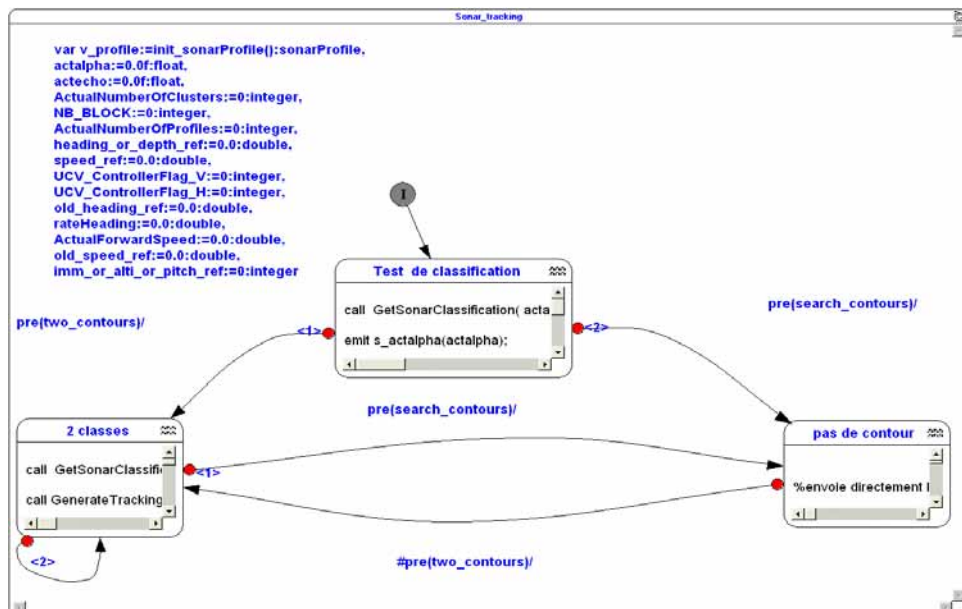 Sonar_tracking
var v_profile:=init_sonarProfile():sonarProfile,
actalpha:=0.0f:float,
actecho:=0.0f:float,
ActualNumberOfClusters:=0:integer,
NB_BLOCK:=0:integer,
ActualNumberOfProfiles:=0:integer,
heading_or_depth_ref:=0.0:double,
speed_ref:=0.0:double,
UCV_ControllerFlag_V:=0:integer,
UCV_ControllerFlag_H:=0:integer,
old_heading_ref:=0.0:double,
rateHeading:=0.0:double,
ActualForwardSpeed:=0.0:double,
old_speed_ref:=0.0:double,
imm_or_alti_or_pitch_ref:=0:integer
I
Test de classification
call GetSonarClassification( acta
emit s_actalpha(actalpha);
<1>
<2>
pre(two_contours)/
pre(search_contours)/
pre(search_contours)/
2 classes
call GetSonarClassific
call GenerateTracking
<1>
<2>
pas de contour
%envoie directement l
#pre(two_contours)/